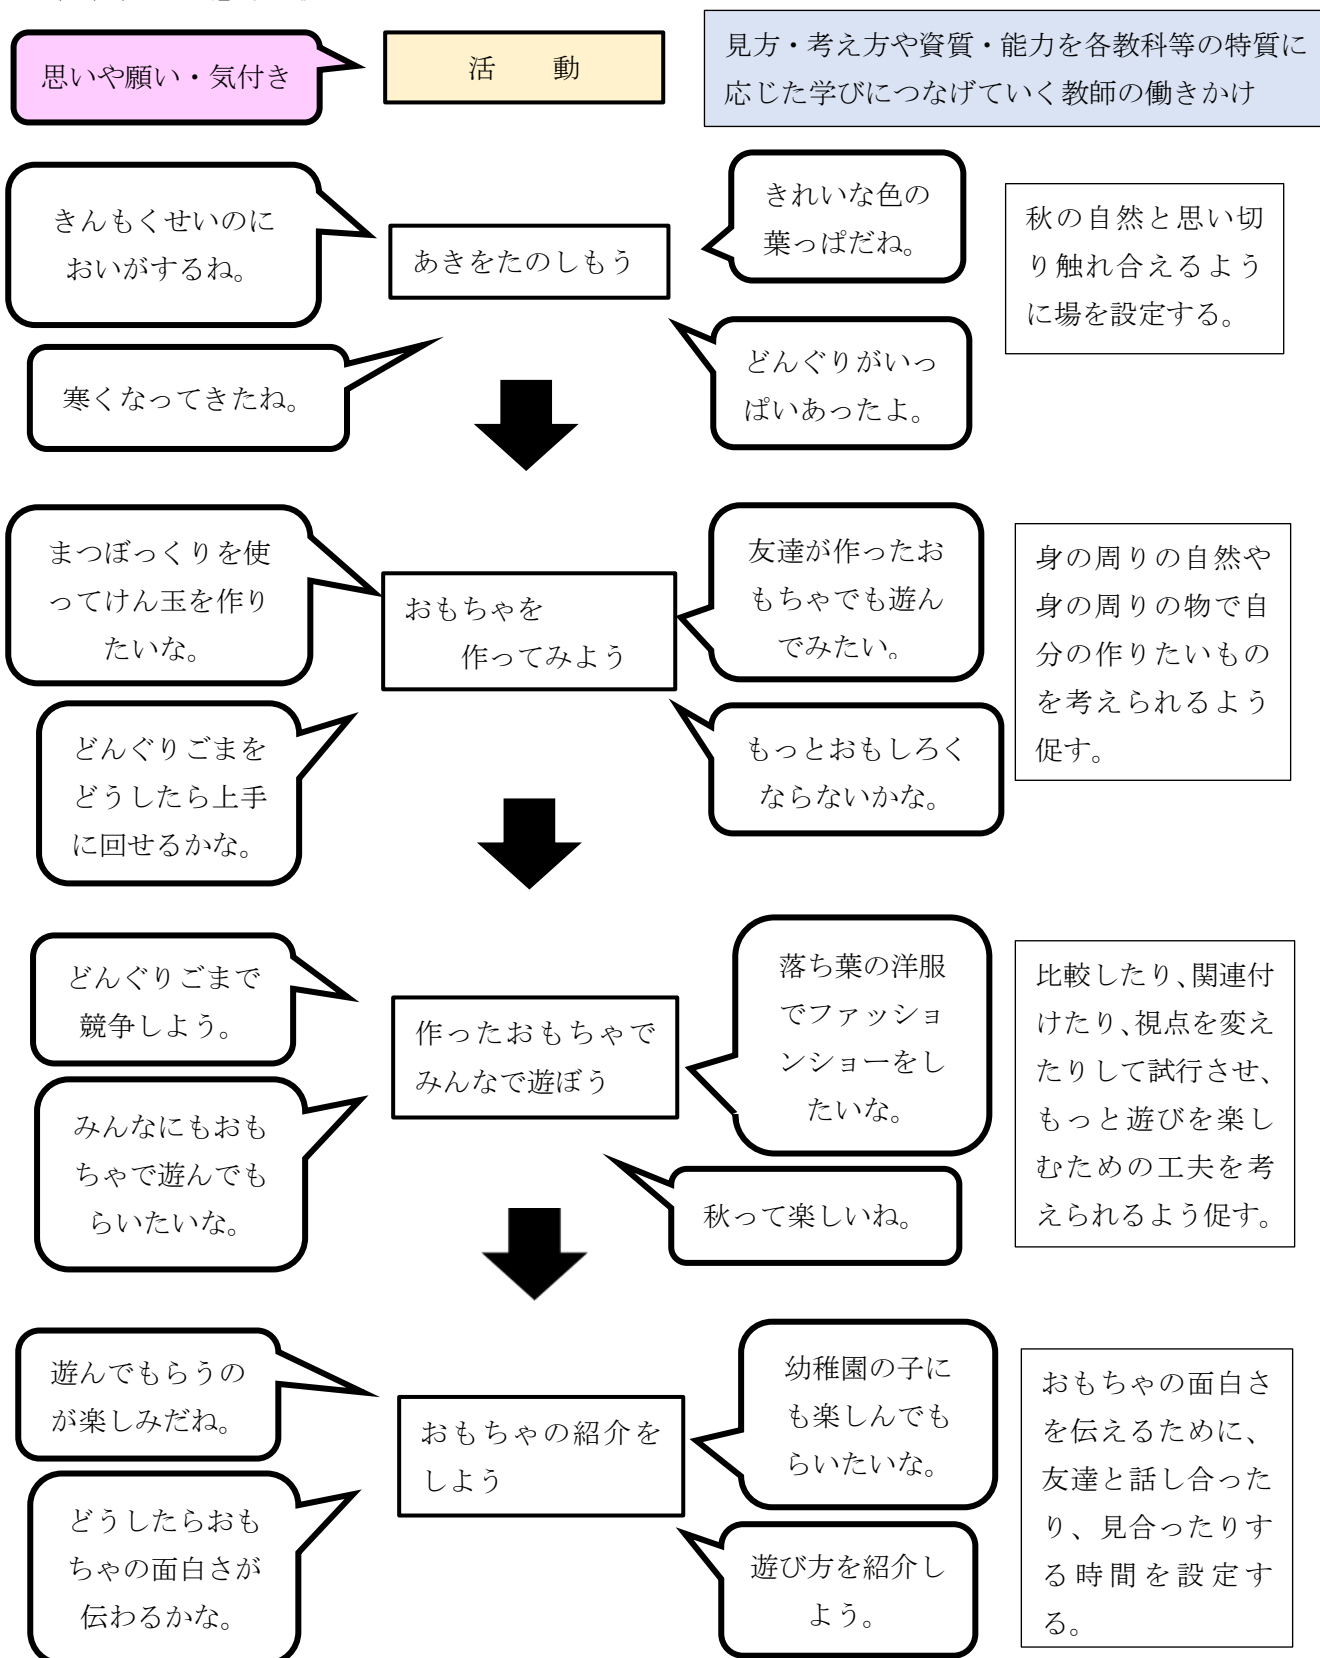 思いや願い・気付き
活　　動
見方・考え方や資質・能力を各教科等の特質に
応じた学びにつなげていく教師の働きかけ
きんもくせいのに
おいがするね。
あきをたのしもう
きれいな色の
葉っぱだね。
秋の自然と思い切
り触れ合えるよう
に場を設定する。
寒くなってきたね。
どんぐりがいっ
ぱいあったよ。
まつぼっくりを使
ってけん玉を作り
たいな。
おもちゃを
作ってみよう
友達が作ったお
もちゃでも遊ん
でみたい。
身の周りの自然や
身の周りの物で自
分の作りたいもの
を考えられるよう
促す。
どんぐりごまを
どうしたら上手
に回せるかな。
もっとおもしろく
ならないかな。
どんぐりごまで
競争しよう。
作ったおもちゃで
みんなで遊ぼう
落ち葉の洋服
でファッショ
ンショーをし
たいな。
比較したり、関連付
けたり、視点を変え
たりして試行させ、
もっと遊びを楽し
むための工夫を考
えられるよう促す。
みんなにもおも
ちゃで遊んでも
らいたいな。
秋って楽しいね。
遊んでもらうの
が楽しみだね。
おもちゃの紹介を
しよう
幼稚園の子に
も楽しんでも
らいたいな。
おもちゃの面白さ
を伝えるために、
友達と話し合った
り、見合ったりす
る時間を設定す
る。
どうしたらおも
ちゃの面白さが
伝わるかな。
遊び方を紹介し
よう。